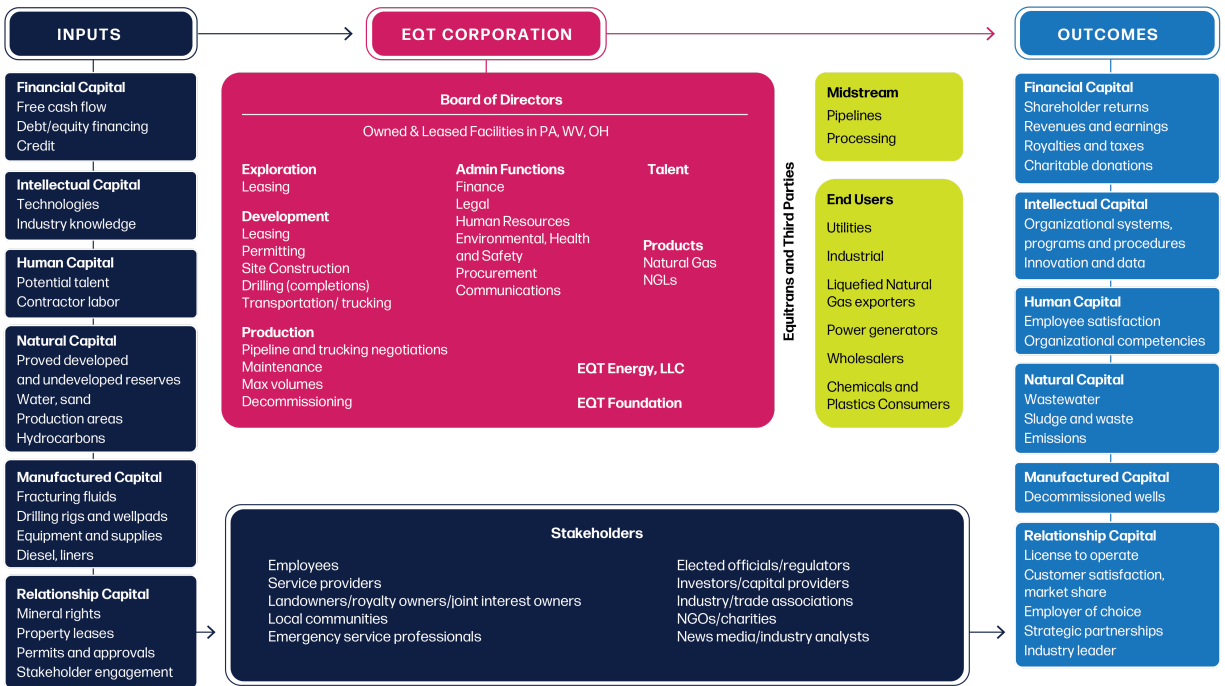 INPUTS
EQT CORPORATION
OUTCOMES
Financial Capital
Free cash flow
Debt/equity financing
Credit
Intellectual Capital
Technologies
Industry knowledge
Human Capital
Potential talent
Contractor labor
Natural Capital
Proved developed
and undeveloped reserves
Water, sand
Production areas
Hydrocarbons
Manufactured Capital
Fracturing fluids
Drilling rigs and wellpads
Equipment and supplies
Diesel, liners
Relationship Capital
Mineral rights
Property leases
Permits and approvals
Stakeholder engagement
Board of Directors
Owned & Leased Facilities in PA, WV, OH
Exploration
Leasing
Development
Leasing
Permitting
Site Construction
Drilling (completions)
Transportation/ trucking
Production
Pipeline and trucking negotiations
Maintenance
Max volumes
Decommissioning
Admin Functions
Finance
Legal
Human Resources
Environmental, Health
and Safety
Procurement
Communications
Talent
Products
Natural Gas
NGLs
EQT Energy, LLC
EQT Foundation
Equitrans and Third Parties
Midstream
Pipelines
Processing
End Users
Utilities
Industrial
Liquefied Natural
Gas exporters
Power generators
Wholesalers
Chemicals and
Plastics Consumers
Stakeholders
Employees
Service providers
Landowners/royalty owners/joint interest owners
Local communities
Emergency service professionals
Elected officials/regulators
Investors/capital providers
Industry/trade associations
NGOs/charities
News media/industry analysts
Financial Capital
Shareholder returns
Revenues and earnings
Royalties and taxes
Charitable donations
Intellectual Capital
Organizational systems,
programs and procedures
Innovation and data
Human Capital
Employee satisfaction
Organizational competencies
Natural Capital
Wastewater
Sludge and waste
Emissions
Manufactured Capital
Decommissioned wells
Relationship Capital
License to operate
Customer satisfaction,
market share
Employer of choice
Strategic partnerships
Industry leader